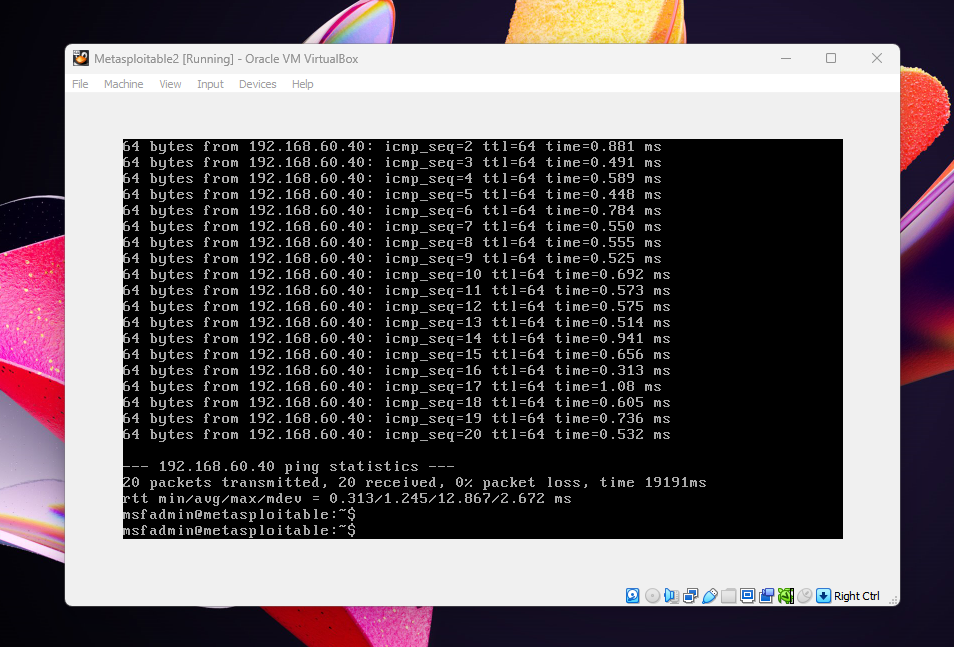 Metasploitable2 [Running] - Oracle VM VirtualBox
File Machine View Input Devices Help
64 bytes from 192.168.60.40: icmp_seq=2 ttl=64 time=0.881 ms
64 bytes from 192.168.60.40: icmp_seq=3 ttl=64 time=0.491 ms
64 bytes from 192.168.60.40: icmp_seq=4 ttl=64 time=0.589 ms
64 bytes from 192.168.60.40: icmp_seq=5 ttl=64 time=0.448 ms
64 bytes from 192.168.60.40: icmp_seq=6 ttl=64 time=0.784 ms
64 bytes from 192.168.60.40: icmp_seq=7 ttl=64 time=0.550 ms
64 bytes from 192.168.60.40: icmp_seq=8 ttl=64 time=0.555 ms
64 bytes from 192.168.60.40: icmp_seq=9 ttl=64 time=0.525 ms
64 bytes from 192.168.60.40: icmp_seq=10 ttl=64 time=0.692 ms
64 bytes from 192.168.60.40: icmp_seq=11 ttl=64 time=0.573 ms
64 bytes from 192.168.60.40: icmp_seq=12 ttl=64 time=0.575 ms
64 bytes from 192.168.60.40: icmp_seq=13 ttl=64 time=0.514 ms
64 bytes from 192.168.60.40: icmp_seq=14 ttl=64 time=0.941 ms
64 bytes from 192.168.60.40: icmp_seq=15 ttl=64 time=0.656 ms
64 bytes from 192.168.60.40: icmp_seq=16 ttl=64 time=0.313 ms
64 bytes from 192.168.60.40: icmp_seq=17 ttl=64 time=1.08 ms
64 bytes from 192.168.60.40: icmp_seq=18 ttl=64 time=0.605 ms
64 bytes from 192.168.60.40: icmp_seq=19 ttl=64 time=0.736 ms
64 bytes from 192.168.60.40: icmp_seq=20 ttl=64 time=0.532 ms
--- 192.168.60.40 ping statistics ---
20 packets transmitted, 20 received, 0% packet loss, time 19191ms
rtt min/avg/max/mdev = 0.313/1.245/12.867/2.672 ms
msfadmin@metasploitable:~$
msfadmin@metasploitable:~$
Right Ctrl